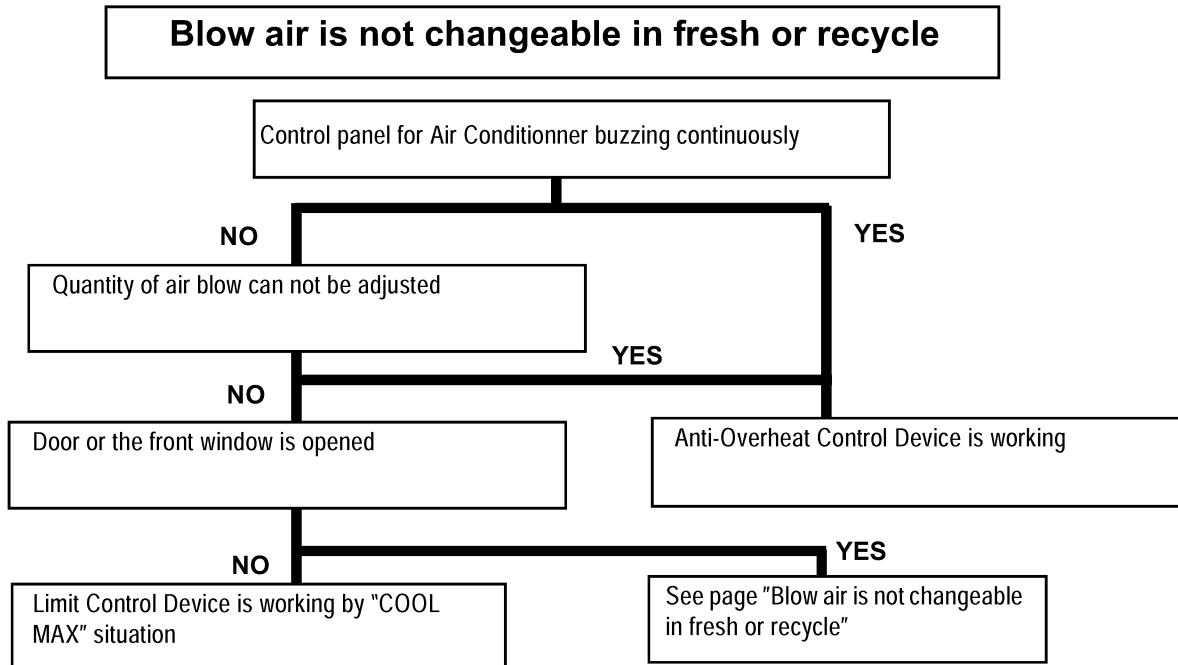 Blow air is not changeable in fresh or recycle
Control panel for Air Conditionner buzzing continuously
NO
YES
Quantity of air blow can not be adjusted
YES
NO
Door or the front window is opened
Anti-Overheat Control Device is working
NO
YES
Limit Control Device is working by “COOL
MAX” situation
See page ”Blow air is not changeable
in fresh or recycle”